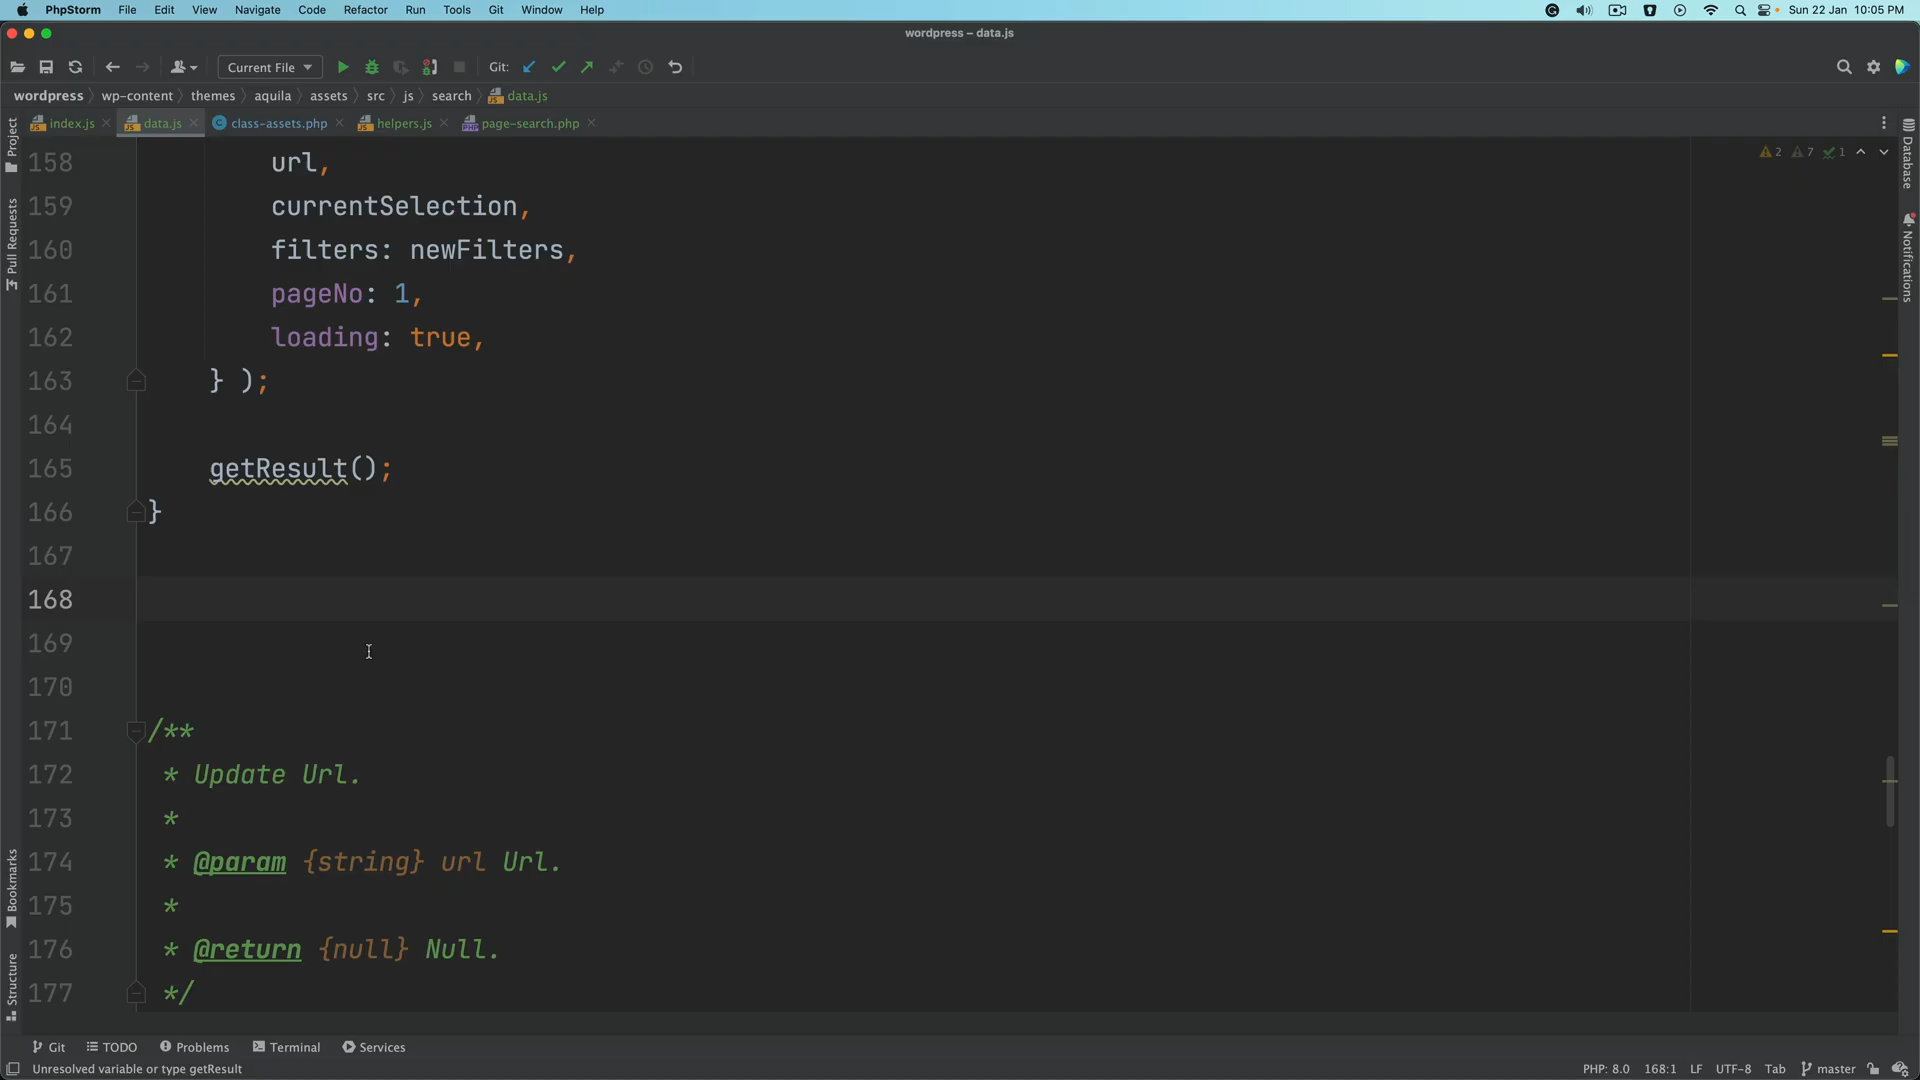 PhpStorm File Edit View Navigate Code Refactor Run Tools Git Window Help Sun 22 Jan 10:05 PM
wordpress – data.js
Current File Git:
wordpress wp-content themes aquila assets src js search data.js
index.js data.js class-assets.php helpers.js page-search.php
Project
Pull Requests
Bookmarks
Structure
Database
Notifications
2 7 1
158 url,
159 currentSelection,
160 filters: newFilters,
161 pageNo: 1,
162 loading: true,
163 } );
164
165 getResult();
166 }
167
168
169
170
171 /**
172 * Update Url.
173 *
174 * @param {string} url Url.
175 *
176 * @return {null} Null.
177 */
Git TODO Problems Terminal Services
Unresolved variable or type getResult PHP: 8.0 168:1 LF UTF-8 Tab master